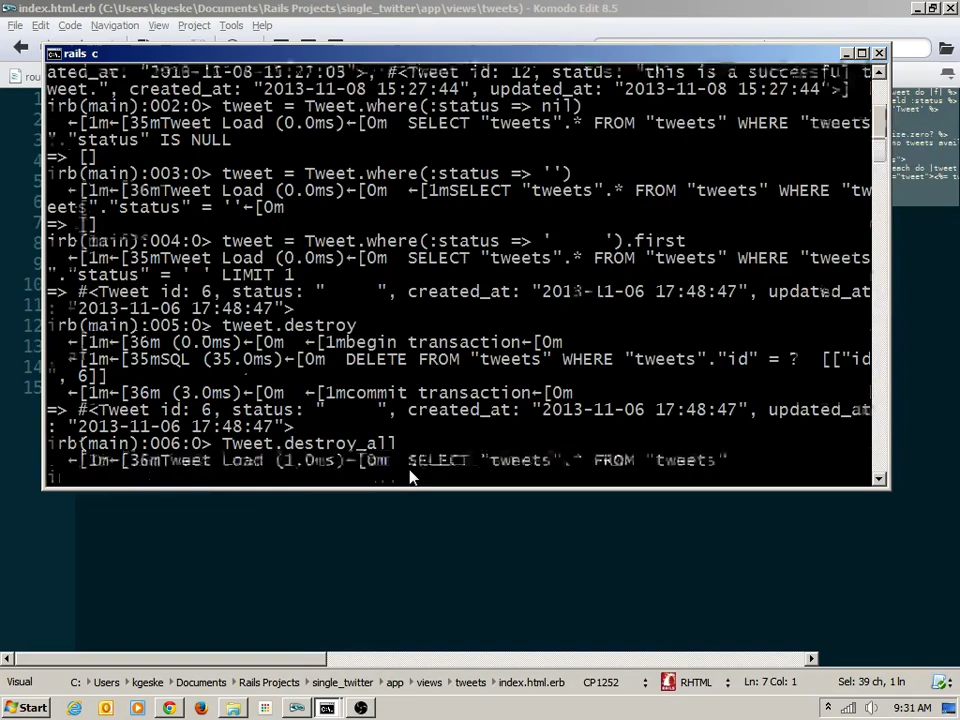 index.html.erb (C:\Users\kgeske\Documents\Rails Projects\single_twitter\app\views\tweets) - Komodo Edit 8.5
File Edit Code Navigation View Project Tools Help
rails c
rou
ated_at: "2013-11-08 15:27:03">, #<Tweet id: 12, status: "this is a successful t
weet.", created_at: "2013-11-08 15:27:44", updated_at: "2013-11-08 15:27:44">]
irb(main):002:0> tweet = Tweet.where(:status => nil)
←[1m←[35mTweet Load (0.0ms)←[0m  SELECT "tweets".* FROM "tweets" WHERE "tweets
"."status" IS NULL
=> []
irb(main):003:0> tweet = Tweet.where(:status => '')
←[1m←[36mTweet Load (0.0ms)←[0m  ←[1mSELECT "tweets".* FROM "tweets" WHERE "tw
eets"."status" = ''←[0m
=> []
irb(main):004:0> tweet = Tweet.where(:status => '     ').first
←[1m←[35mTweet Load (0.0ms)←[0m  SELECT "tweets".* FROM "tweets" WHERE "tweets
"."status" = ' ' LIMIT 1
=> #<Tweet id: 6, status: "     ", created_at: "2013-11-06 17:48:47", updated_at
: "2013-11-06 17:48:47">
irb(main):005:0> tweet.destroy
←[1m←[36m (0.0ms)←[0m  ←[1mbegin transaction←[0m
←[1m←[35mSQL (35.0ms)←[0m  DELETE FROM "tweets" WHERE "tweets"."id" = ?  [["id
", 6]]
←[1m←[36m (3.0ms)←[0m  ←[1mcommit transaction←[0m
=> #<Tweet id: 6, status: "     ", created_at: "2013-11-06 17:48:47", updated_at
: "2013-11-06 17:48:47">
irb(main):006:0> Tweet.destroy_all
←[1m←[36mTweet Load (1.0ms)←[0m  SELECT "tweets".* FROM "tweets"
Visual C: Users kgeske Documents Rails Projects single_twitter app views tweets index.html.erb CP1252 RHTML Ln: 7 Col: 1 Sel: 39 ch, 1 ln
Start 9:31 AM